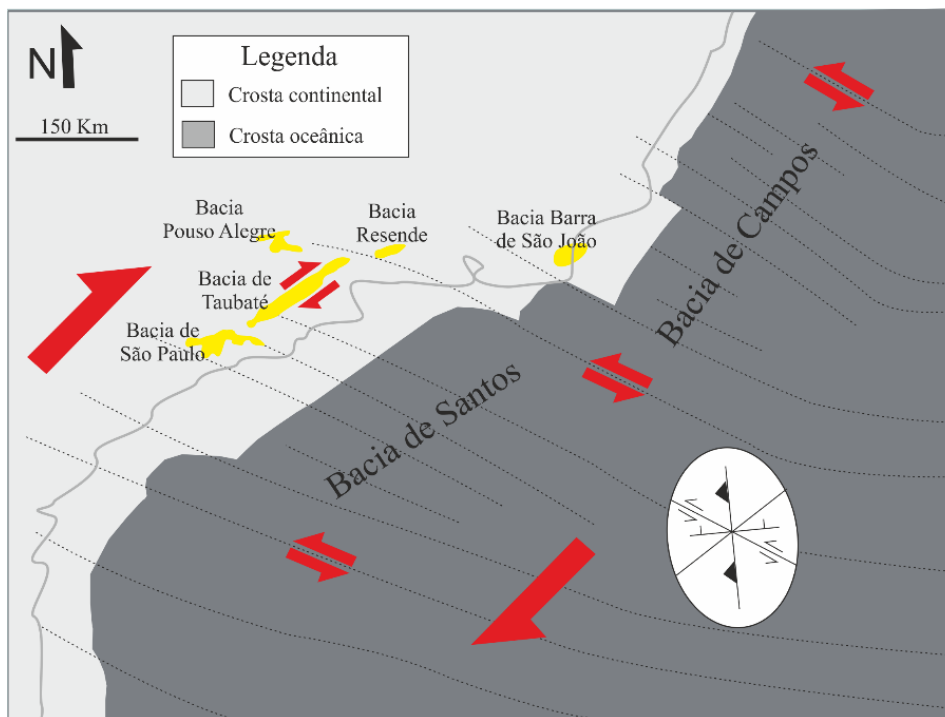 N
150 Km
Legenda
Crosta continental
Crosta oceânica
Bacia
Pouso Alegre
Bacia
Resende
Bacia Barra
de São João
Bacia de
Taubaté
Bacia de
São Paulo
Bacia de Campos
Bacia de Santos